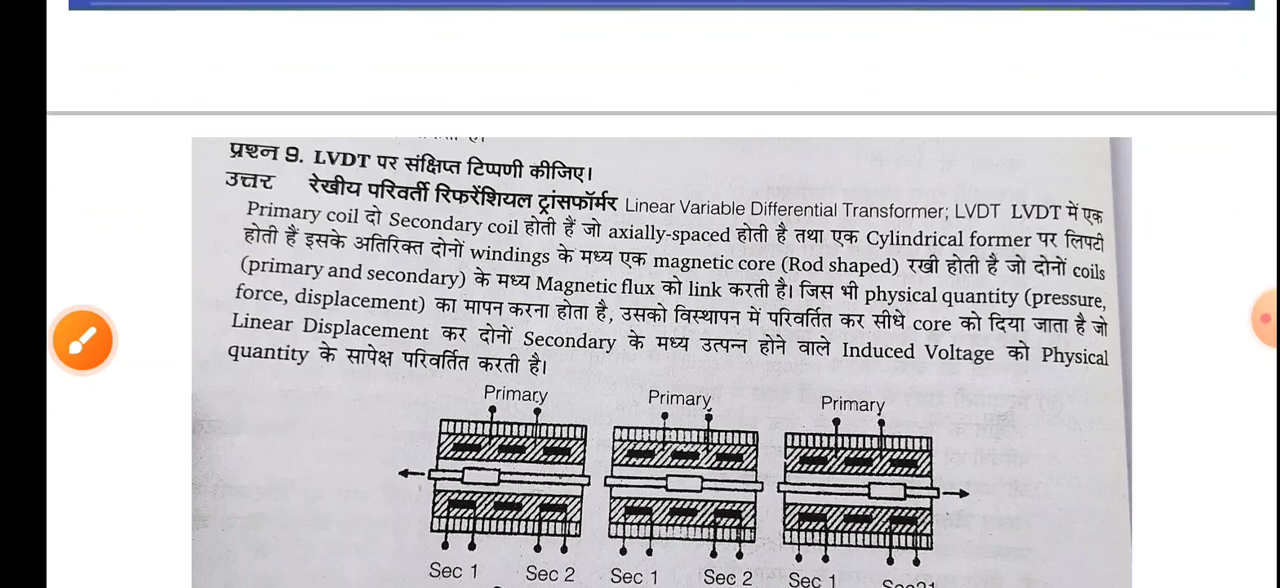 प्रश्न 9. LVDT पर संक्षिप्त टिप्पणी कीजिए।
उत्तर रेखीय परिवर्ती रिफरेंशियल ट्रांसफॉर्मर Linear Variable Differential Transformer; LVDT LVDT में एक
Primary coil दो Secondary coil होती हैं जो axially-spaced होती है तथा एक Cylindrical former पर लिपटी
होती हैं इसके अतिरिक्त दोनों windings के मध्य एक magnetic core (Rod shaped) रखी होती है जो दोनों coils
(primary and secondary) के मध्य Magnetic flux को link करती है। जिस भी physical quantity (pressure,
force, displacement) का मापन करना होता है, उसको विस्थापन में परिवर्तित कर सीधे core को दिया जाता है जो
Linear Displacement कर दोनों Secondary के मध्य उत्पन्न होने वाले Induced Voltage को Physical
quantity के सापेक्ष परिवर्तित करती है।
Primary Primary Primary
Sec 1 Sec 2 Sec 1 Sec 2 Sec 1